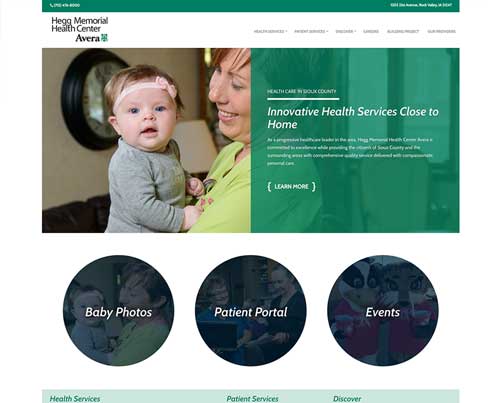 (712) 476-8000
1202 21st Avenue, Rock Valley, IA 51247
Hegg Memorial
Health Center
Avera
HEALTH SERVICES PATIENT SERVICES DISCOVER CAREERS BUILDING PROJECT OUR PROVIDERS
HEALTH CARE IN SIOUX COUNTY
Innovative Health Services Close to
Home
As a progressive healthcare leader in the area, Hegg Memorial Health Center Avera is
committed to excellence while providing the citizens of Sioux County and the
surrounding areas with comprehensive quality service delivered with compassionate
personal care.
{ LEARN MORE }
Baby Photos
Patient Portal
Events
Health Services
Patient Services
Discover